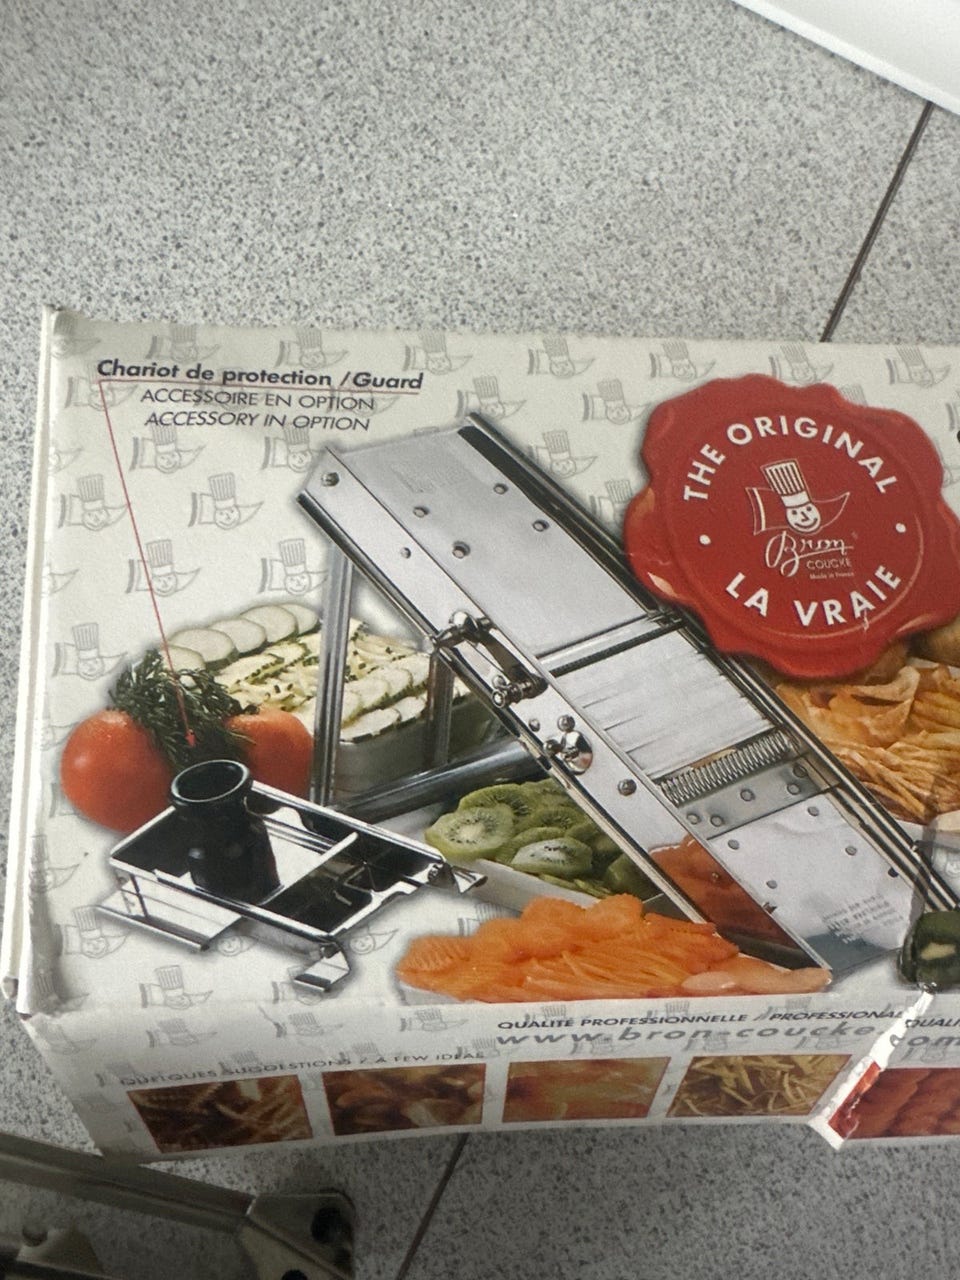 Chariot de protection / Guard
ACCESSOIRE EN OPTION
ACCESSORY IN OPTION
THE ORIGINAL
Bron
COUCKE
Made in France
LA VRAIE
QUALITÉ PROFESSIONNELLE / PROFESSIONAL QUALI
www.bron-coucke.com
QUELQUES SUGGESTIONS / A FEW IDEAS